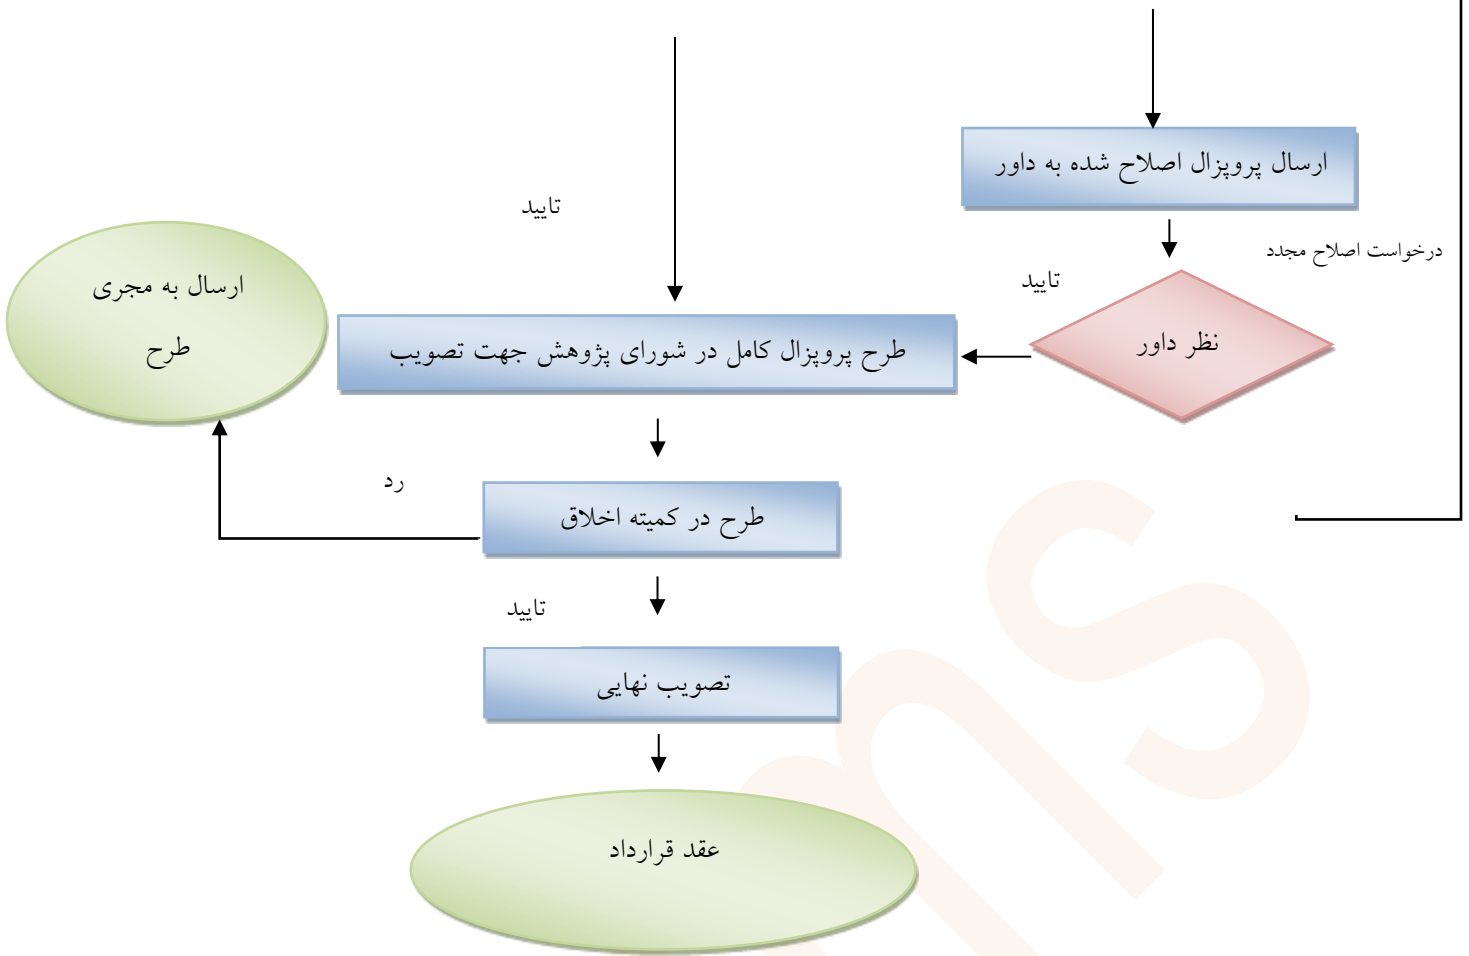 ارسال پروپزال اصلاح شده به داور
تایید
درخواست اصلاح مجدد
تایید
ارسال به مجری
طرح
نظر داور
طرح پروپزال کامل در شورای پژوهش جهت تصویب
رد
طرح در کمیته اخلاق
تایید
تصویب نهایی
عقد قرارداد
ms